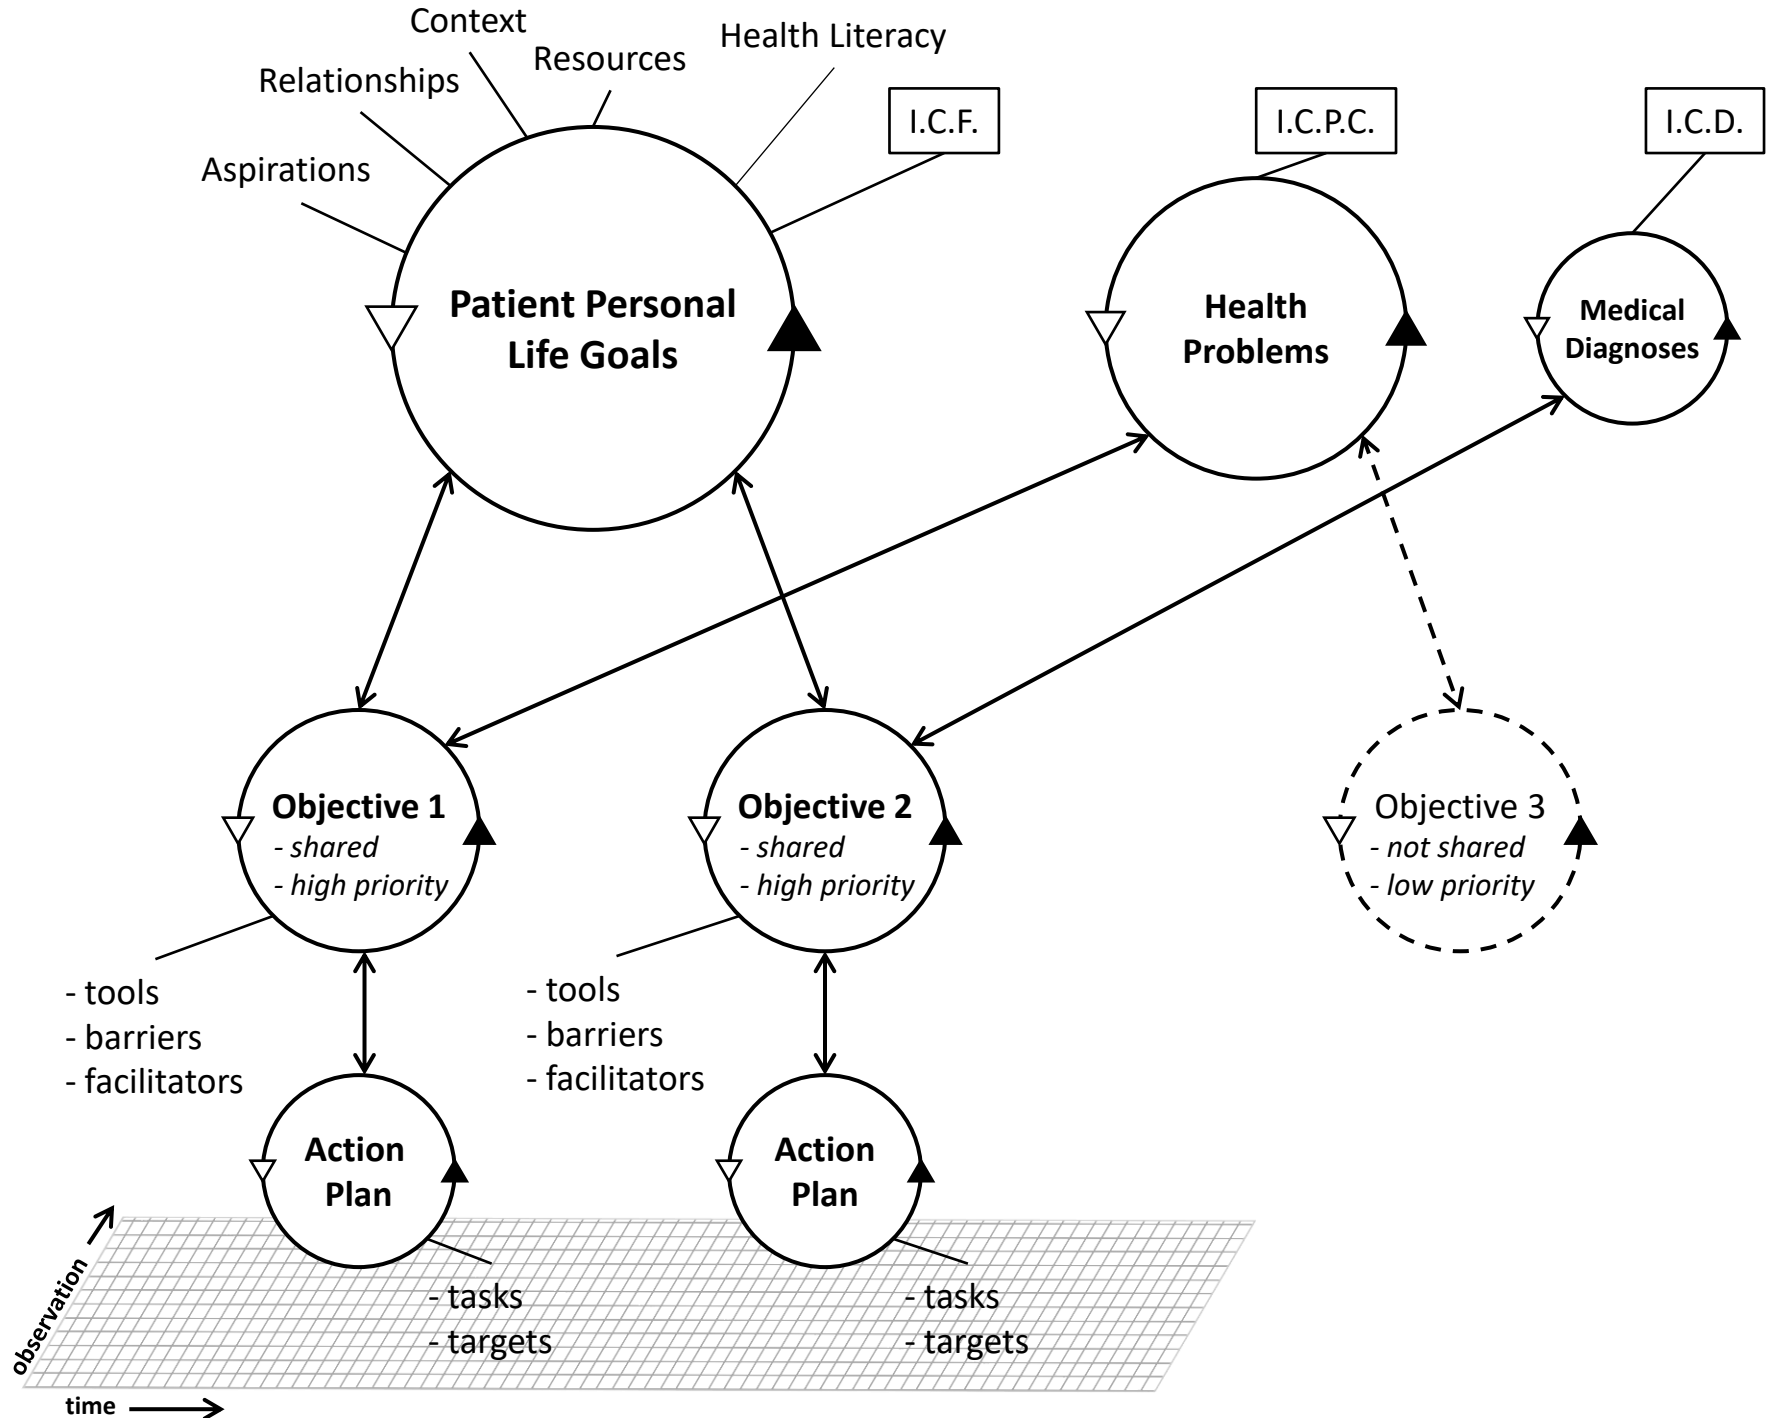 Context
Resources
Health Literacy
Relationships
Aspirations
I.C.F.
I.C.P.C.
I.C.D.
Patient Personal
Life Goals
Health
Problems
Medical
Diagnoses
Objective 1
- shared
- high priority
Objective 2
- shared
- high priority
Objective 3
- not shared
- low priority
- tools
- barriers
- facilitators
- tools
- barriers
- facilitators
Action
Plan
Action
Plan
- tasks
- targets
- tasks
- targets
observation
time